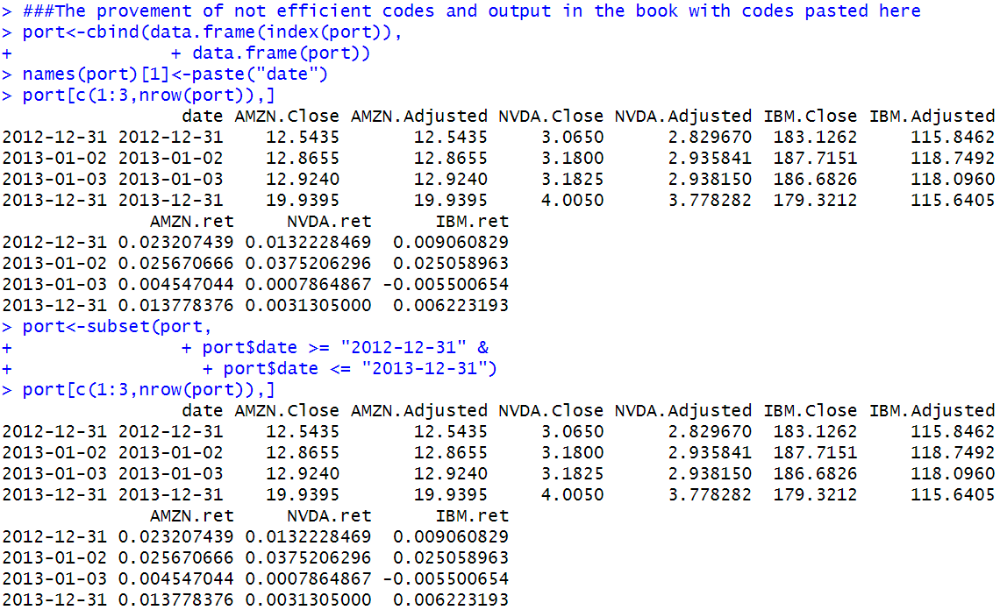 > ###The provement of not efficient codes and output in the book with codes pasted here
> port<-cbind(data.frame(index(port)),
+               + data.frame(port))
> names(port)[1]<-paste("date")
> port[c(1:3,nrow(port)),]
                 date AMZN.Close AMZN.Adjusted NVDA.Close NVDA.Adjusted IBM.Close IBM.Adjusted
2012-12-31 2012-12-31    12.5435       12.5435     3.0650      2.829670  183.1262     115.8462
2013-01-02 2013-01-02    12.8655       12.8655     3.1800      2.935841  187.7151     118.7492
2013-01-03 2013-01-03    12.9240       12.9240     3.1825      2.938150  186.6826     118.0960
2013-12-31 2013-12-31    19.9395       19.9395     4.0050      3.778282  179.3212     115.6405
              AMZN.ret     NVDA.ret      IBM.ret
2012-12-31 0.023207439 0.0132228469  0.009060829
2013-01-02 0.025670666 0.0375206296  0.025058963
2013-01-03 0.004547044 0.0007864867 -0.005500654
2013-12-31 0.013778376 0.0031305000  0.006223193
> port<-subset(port,
+                + port$date >= "2012-12-31" &
+                  + port$date <= "2013-12-31")
> port[c(1:3,nrow(port)),]
                 date AMZN.Close AMZN.Adjusted NVDA.Close NVDA.Adjusted IBM.Close IBM.Adjusted
2012-12-31 2012-12-31    12.5435       12.5435     3.0650      2.829670  183.1262     115.8462
2013-01-02 2013-01-02    12.8655       12.8655     3.1800      2.935841  187.7151     118.7492
2013-01-03 2013-01-03    12.9240       12.9240     3.1825      2.938150  186.6826     118.0960
2013-12-31 2013-12-31    19.9395       19.9395     4.0050      3.778282  179.3212     115.6405
              AMZN.ret     NVDA.ret      IBM.ret
2012-12-31 0.023207439 0.0132228469  0.009060829
2013-01-02 0.025670666 0.0375206296  0.025058963
2013-01-03 0.004547044 0.0007864867 -0.005500654
2013-12-31 0.013778376 0.0031305000  0.006223193